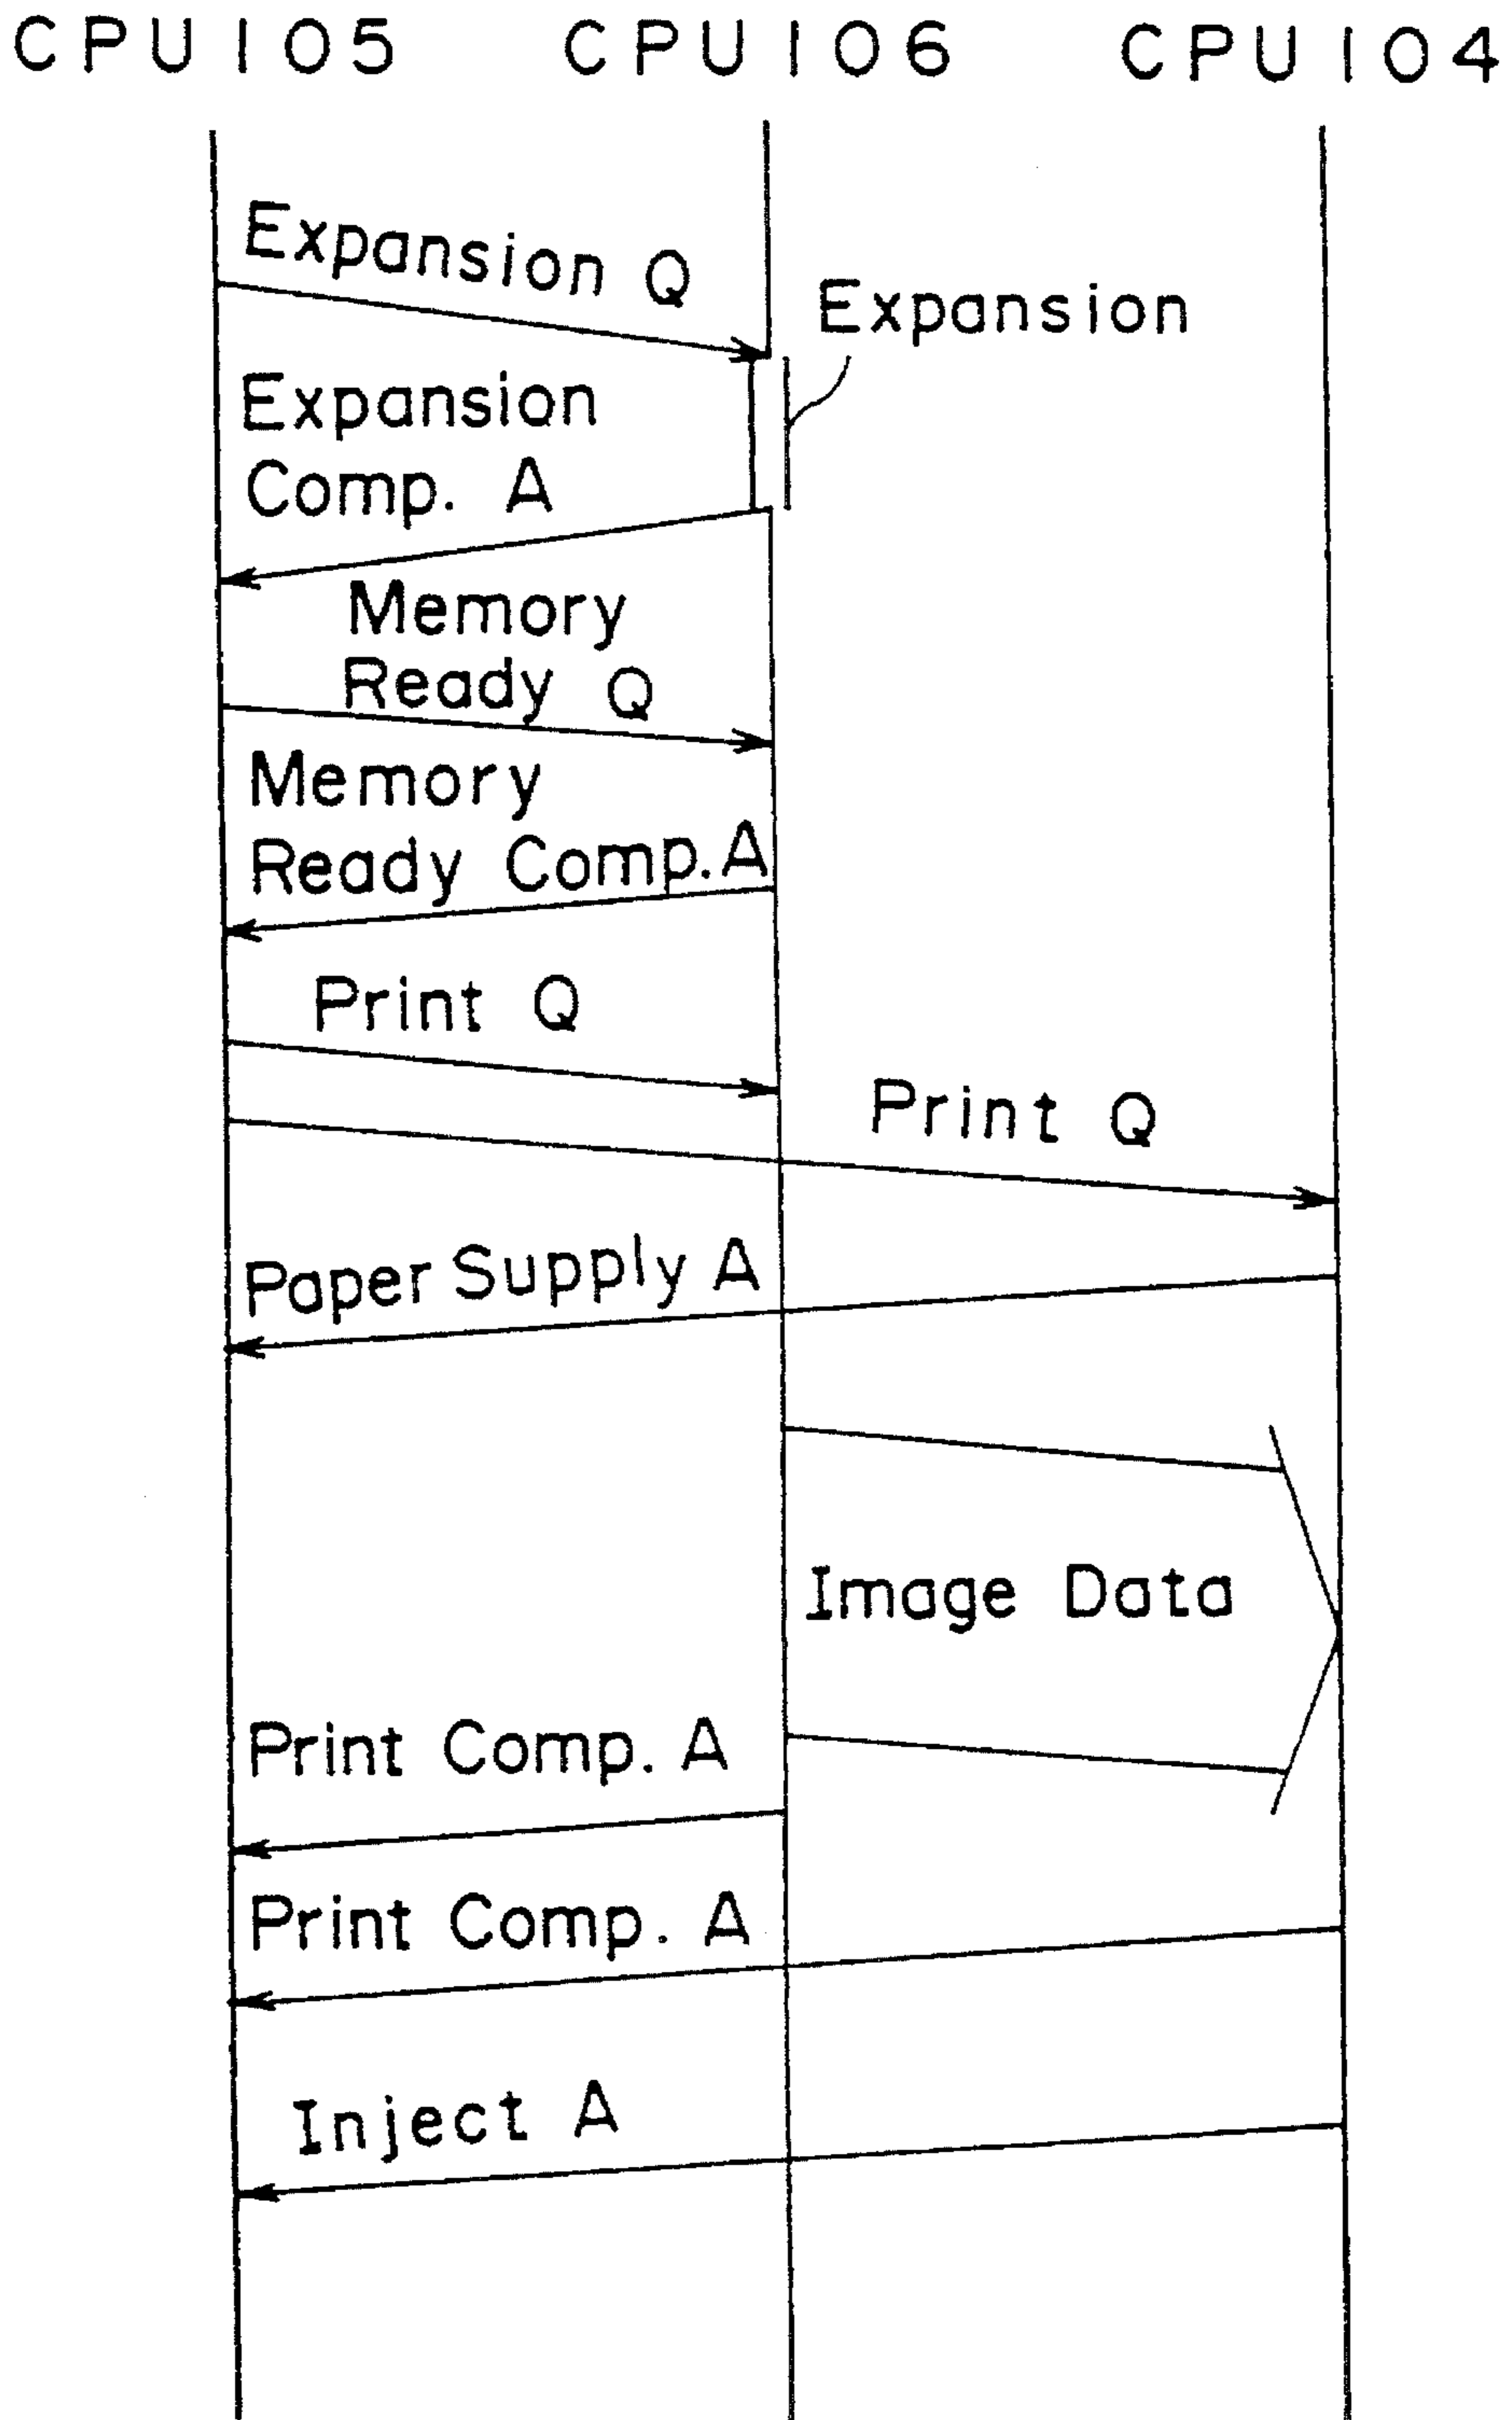 CPU105 CPU106 CPU104
Expansion Q
Expansion
Expansion
Comp. A
Memory
Ready Q
Memory
Ready Comp. A
Print Q
Print Q
Paper Supply A
Image Data
Print Comp. A
Print Comp. A
Inject A